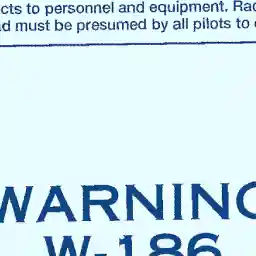 cts to personnel and equipment. Rad
d must be presumed by all pilots to
WARNING
W-186